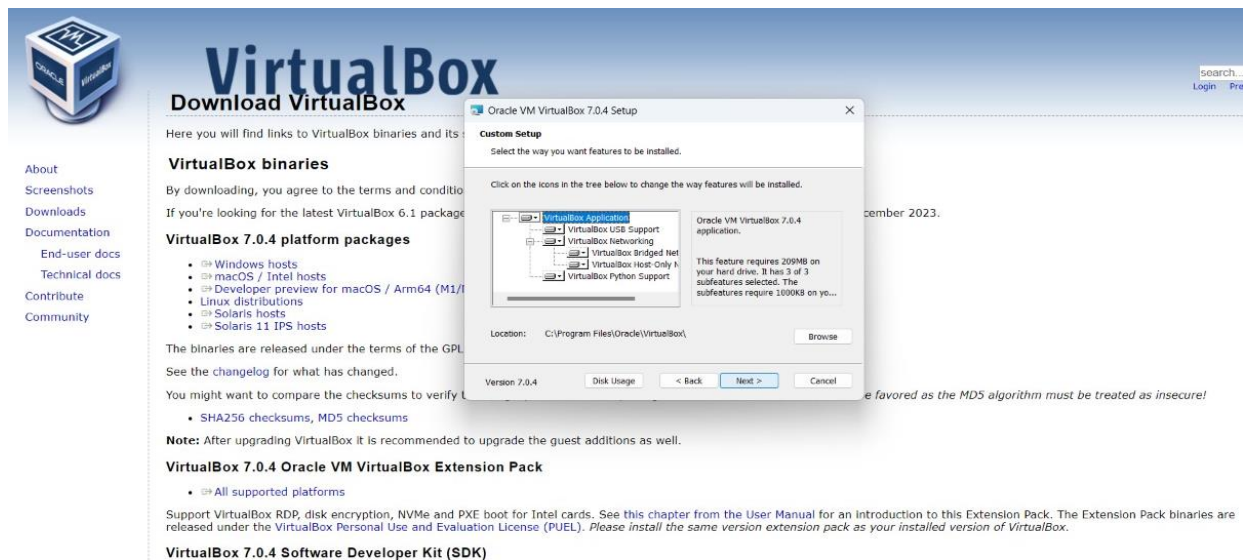 ORACLE
VirtualBox
VirtualBox
search...
Login
Download VirtualBox
Here you will find links to VirtualBox binaries and its
About
Screenshots
Downloads
Documentation
End-user docs
Technical docs
Contribute
Community
VirtualBox binaries
By downloading, you agree to the terms and conditio
If you're looking for the latest VirtualBox 6.1 package
cember 2023.
VirtualBox 7.0.4 platform packages
Windows hosts
macOS / Intel hosts
Developer preview for macOS / Arm64 (M1/
Linux distributions
Solaris hosts
Solaris 11 IPS hosts
The binaries are released under the terms of the GPL
See the changelog for what has changed.
You might want to compare the checksums to verify t
e favored as the MD5 algorithm must be treated as insecure!
SHA256 checksums, MD5 checksums
Note: After upgrading VirtualBox it is recommended to upgrade the guest additions as well.
VirtualBox 7.0.4 Oracle VM VirtualBox Extension Pack
All supported platforms
Support VirtualBox RDP, disk encryption, NVMe and PXE boot for Intel cards. See this chapter from the User Manual for an introduction to this Extension Pack. The Extension Pack binaries are
released under the VirtualBox Personal Use and Evaluation License (PUEL). Please install the same version extension pack as your installed version of VirtualBox.
VirtualBox 7.0.4 Software Developer Kit (SDK)
Oracle VM VirtualBox 7.0.4 Setup
Custom Setup
Select the way you want features to be installed.
Click on the icons in the tree below to change the way features will be installed.
VirtualBox Application
VirtualBox USB Support
VirtualBox Networking
VirtualBox Bridged Net
VirtualBox Host-Only N
VirtualBox Python Support
Oracle VM VirtualBox 7.0.4
application.
This feature requires 209MB on
your hard drive. It has 3 of 3
subfeatures selected. The
subfeatures require 1000KB on yo...
Location: C:\Program Files\Oracle\VirtualBox\
Browse
Version 7.0.4
Disk Usage
< Back
Next >
Cancel